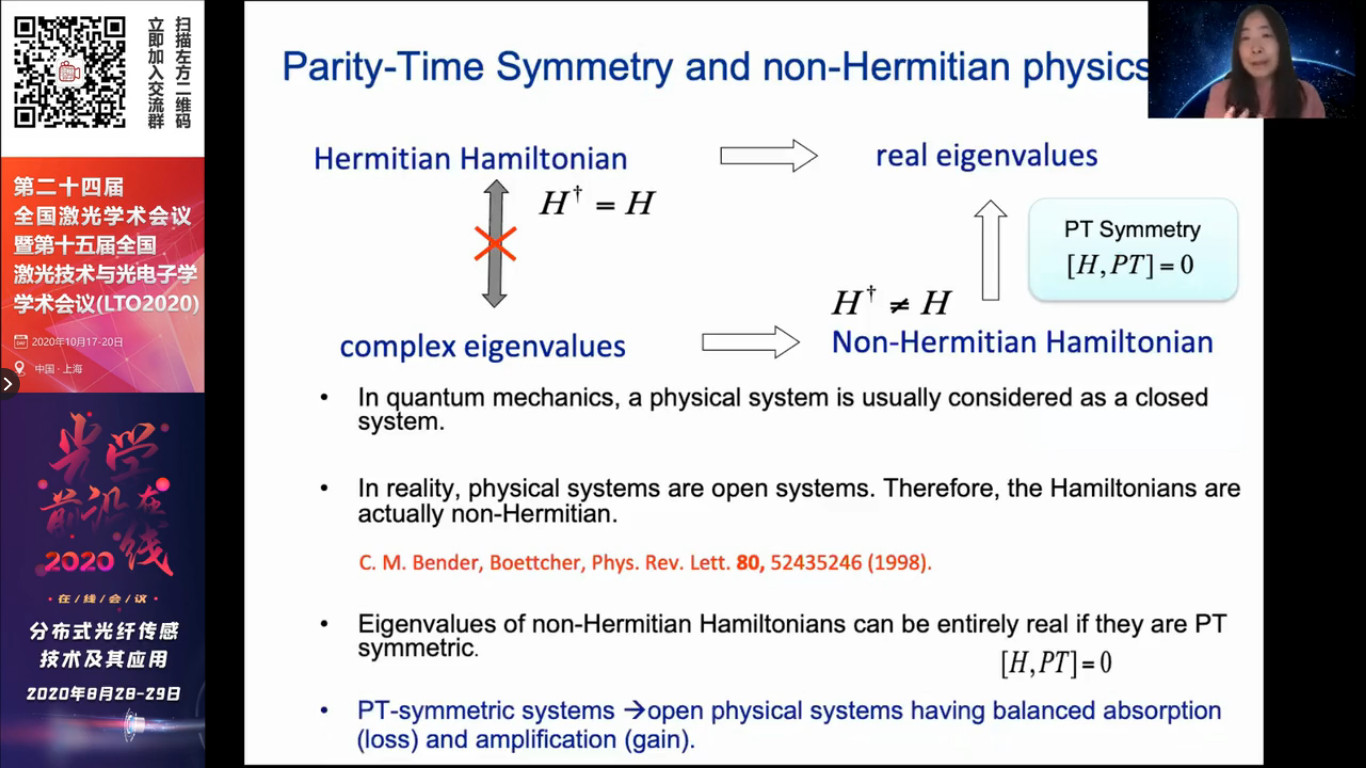 扫描左方二维码
立即加入交流群
第二十四届
全国激光学术会议
暨第十五届全国
激光技术与光电子学
学术会议(LTO2020)
2020年10月17-20日
中国·上海
光学
前沿在线
2020
·在/线/会/议·
分布式光纤传感
技术及其应用
2020年8月28-29日
Parity-Time Symmetry and non-Hermitian physics
Hermitian Hamiltonian
real eigenvalues
H† = H
PT Symmetry
[H,PT]=0
H† ≠ H
complex eigenvalues
Non-Hermitian Hamiltonian
• In quantum mechanics, a physical system is usually considered as a closed
system.
• In reality, physical systems are open systems. Therefore, the Hamiltonians are
actually non-Hermitian.
C. M. Bender, Boettcher, Phys. Rev. Lett. 80, 52435246 (1998).
• Eigenvalues of non-Hermitian Hamiltonians can be entirely real if they are PT
symmetric.
[H,PT]=0
• PT-symmetric systems →open physical systems having balanced absorption
(loss) and amplification (gain).